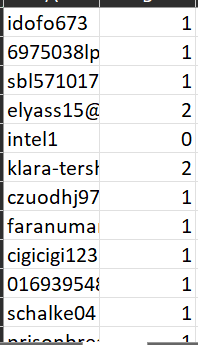 idofo673 1
6975038lp 1
sbl571017 1
elyass15@ 2
intel1 0
klara-tersh 2
czuodhj97 1
faranuma 1
cigicigi123 1
016939548 1
schalke04 1